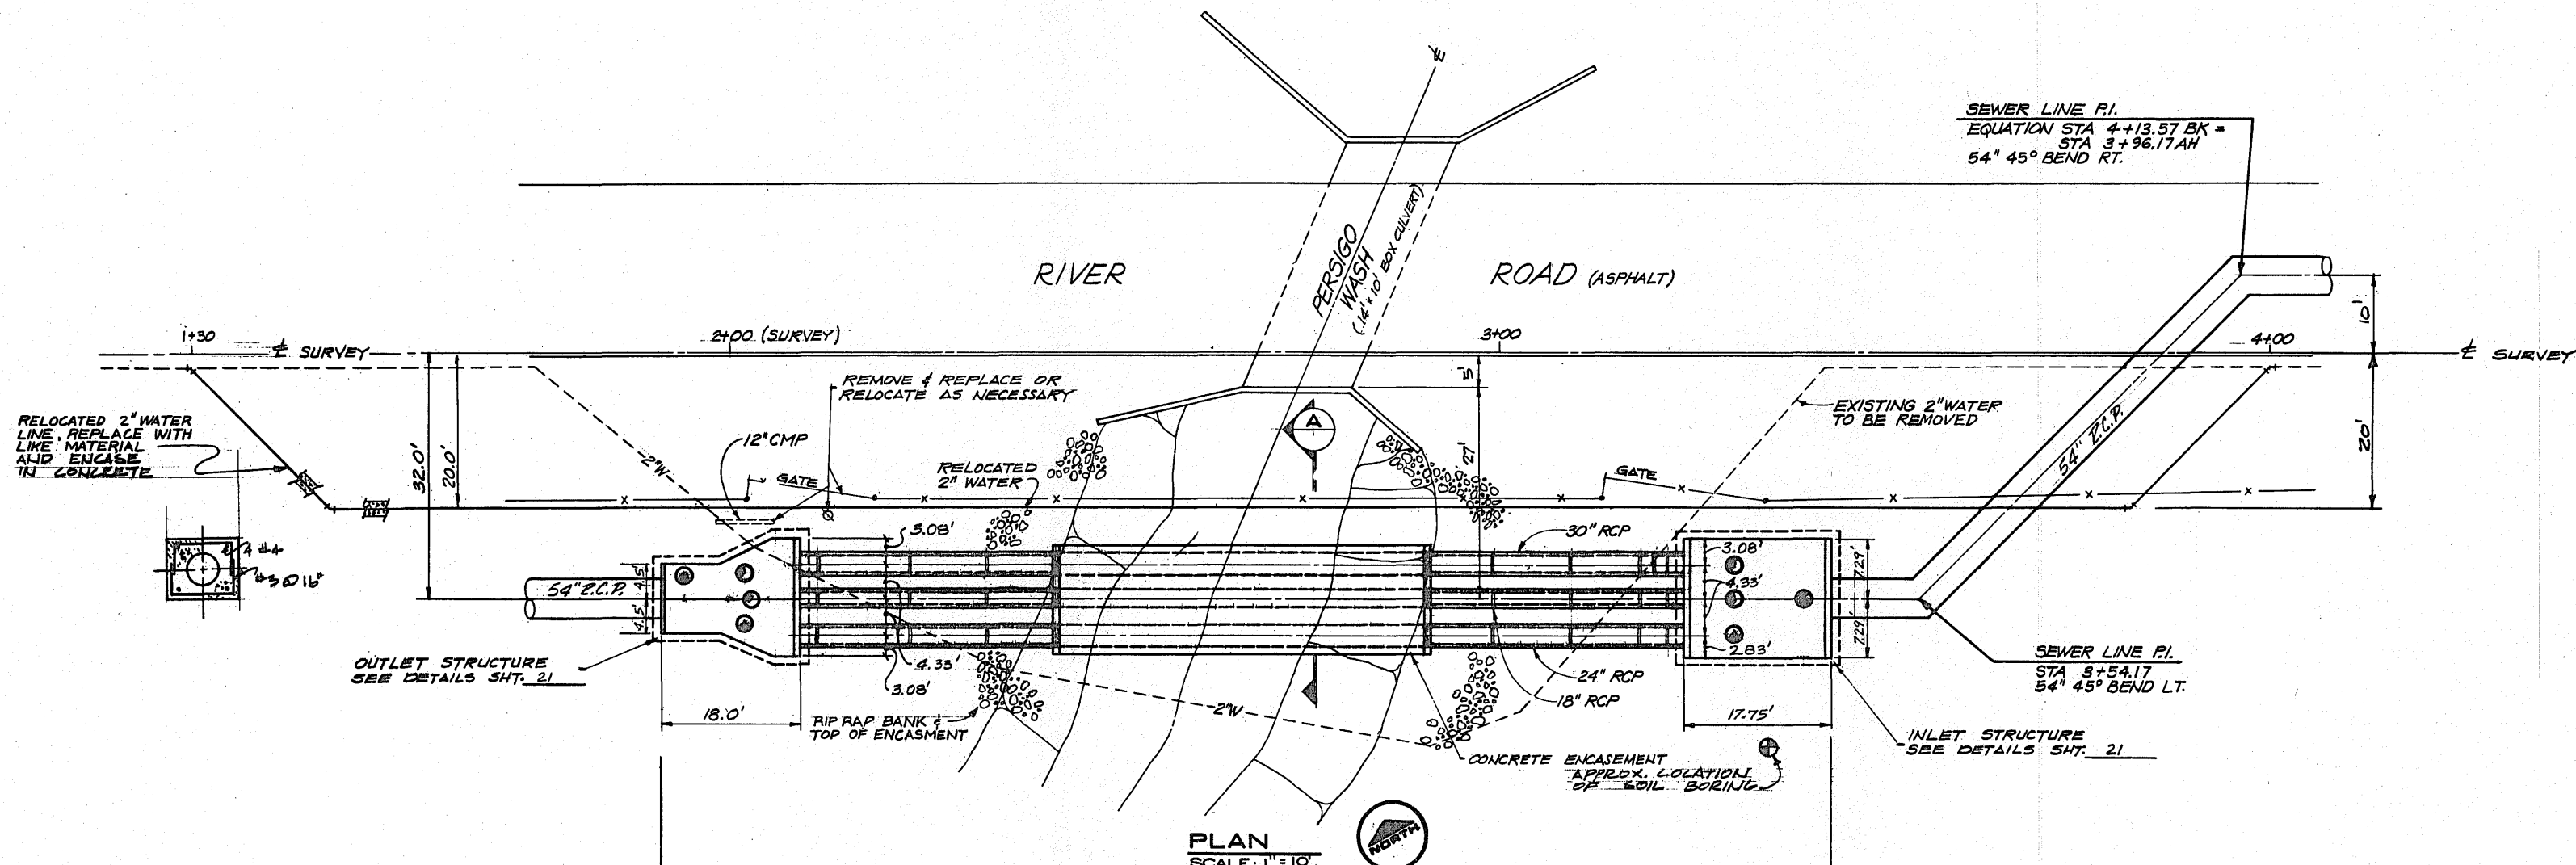 SEWER LINE P.I.
EQUATION STA 4+13.57 BK =
STA 3+96.17 AH
54" 45° BEND RT.
℄
PERSIGO
WASH
(14' x 10' BOX CULVERT)
RIVER
ROAD (ASPHALT)
10'
1+30
℄ SURVEY
2+00 (SURVEY)
3+00
4+00
℄ SURVEY
5'
REMOVE & REPLACE OR
RELOCATE AS NECESSARY
EXISTING 2" WATER
TO BE REMOVED
RELOCATED 2" WATER
LINE, REPLACE WITH
LIKE MATERIAL
AND ENCASE
IN CONCRETE
32.0'
20.0'
2"W
12" CMP
GATE
RELOCATED
2" WATER
A
27'
GATE
54" R.C.P.
20'
4 #4
#3 @ 16"
3.08'
30" RCP
3.08'
4.33'
7.29'
7.29'
2.83'
54" R.C.P.
4.5'
4.5'
4.33'
3.08'
OUTLET STRUCTURE
SEE DETAILS SHT. 21
24" RCP
18" RCP
SEWER LINE P.I.
STA 3+54.17
54" 45° BEND LT.
18.0'
RIP RAP BANK &
TOP OF ENCASMENT
2"W
17.75'
INLET STRUCTURE
SEE DETAILS SHT. 21
CONCRETE ENCASEMENT
APPROX. LOCATION
OF SOIL BORING
PLAN
SCALE: 1"=10'
NORTH